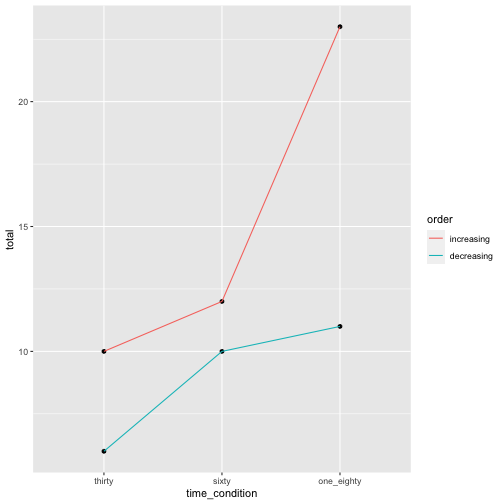 total
20
15
10
thirty
sixty
one_eighty
time_condition
order
increasing
decreasing